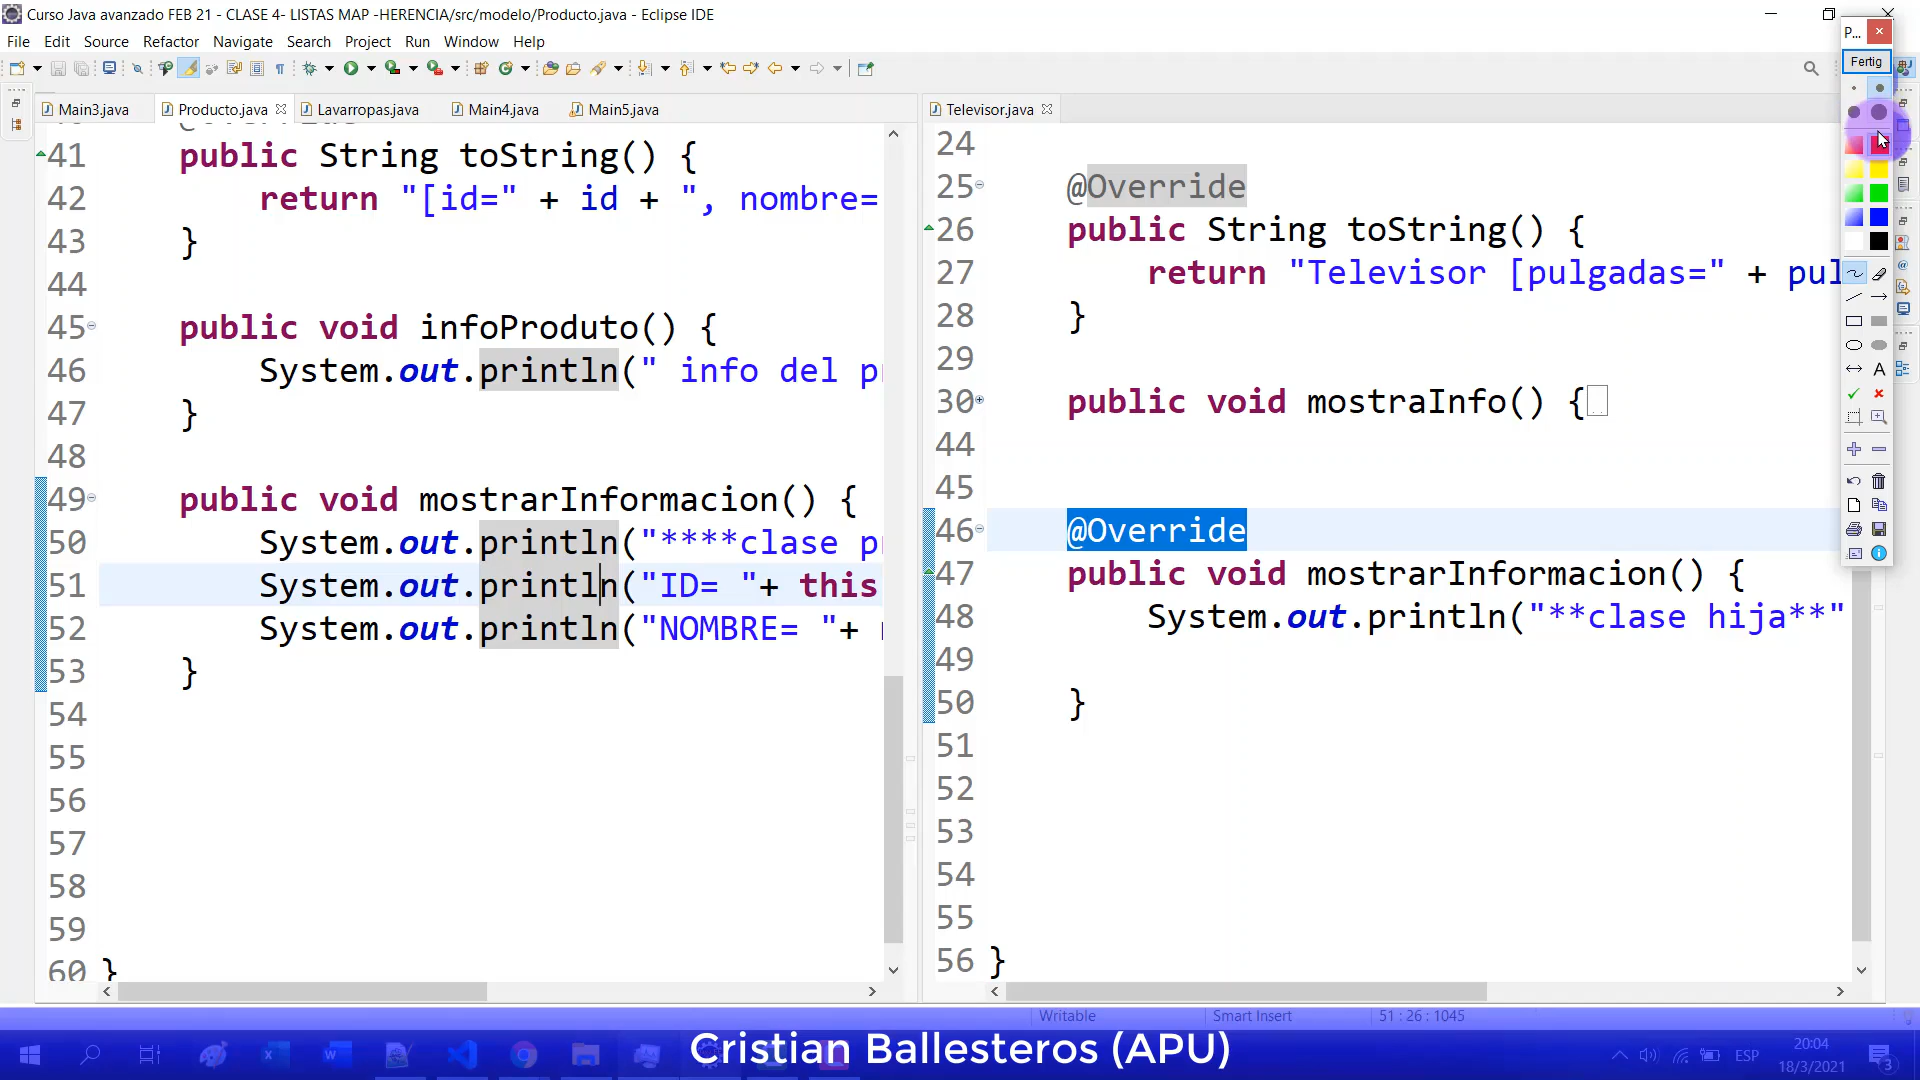 Curso Java avanzado FEB 21 - CLASE 4- LISTAS MAP -HERENCIA/src/modelo/Producto.java - Eclipse IDE
P...
File Edit Source Refactor Navigate Search Project Run Window Help
Fertig
Main3.java Producto.java Lavarropas.java Main4.java Main5.java
41 public String toString() {
42 return "[id=" + id + ", nombre=
43 }
44
45 public void infoProduto() {
46 System.out.println(" info del
47 }
48
49 public void mostrarInformacion() {
50 System.out.println("****clase
51 System.out.println("ID= "+ this
52 System.out.println("NOMBRE= "+
53 }
54
55
56
57
58
59
60 }
Televisor.java
24
25 @Override
26 public String toString() {
27 return "Televisor [pulgadas=" +
28 }
29
30 public void mostraInfo() {
44
45
46 @Override
47 public void mostrarInformacion() {
48 System.out.println("**clase hija**"
49
50 }
51
52
53
54
55
56 }
Writable Smart Insert 51 : 26 : 1045
Cristian Ballesteros (APU)
ESP
20:04
18/3/2021
3